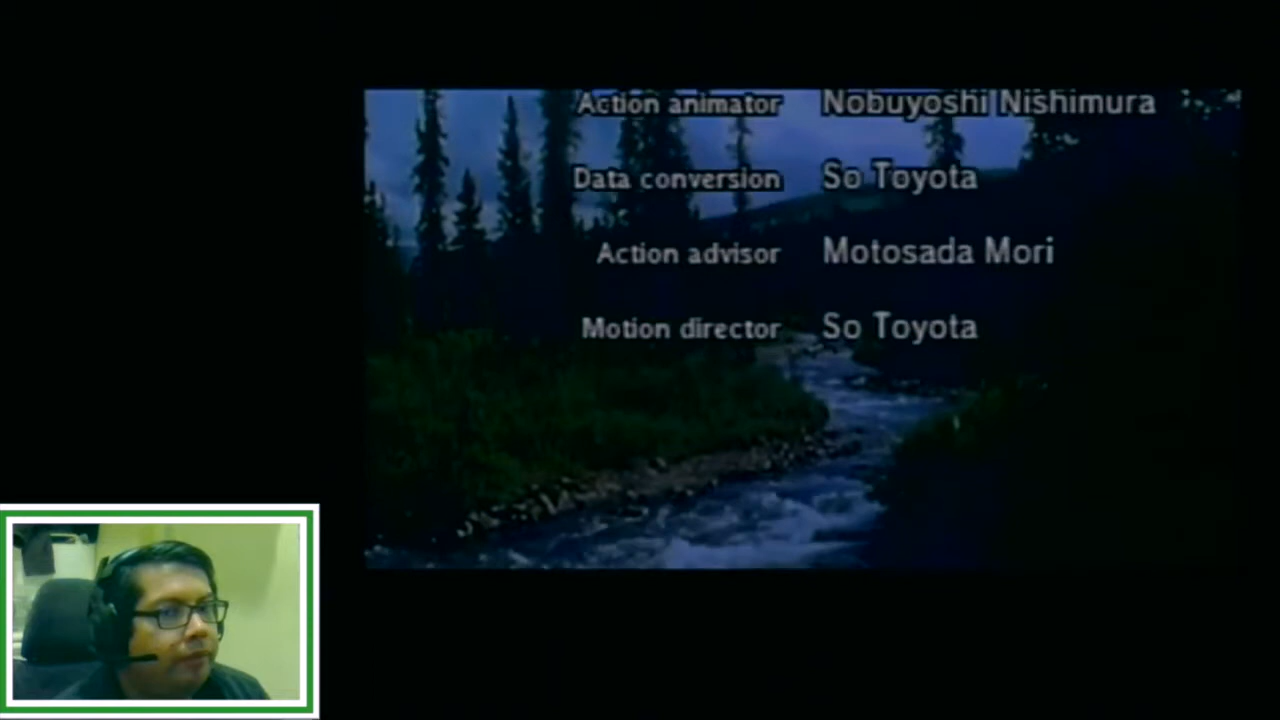 Action animator Nobuyoshi Nishimura
Data conversion So Toyota
Action advisor Motosada Mori
Motion director So Toyota